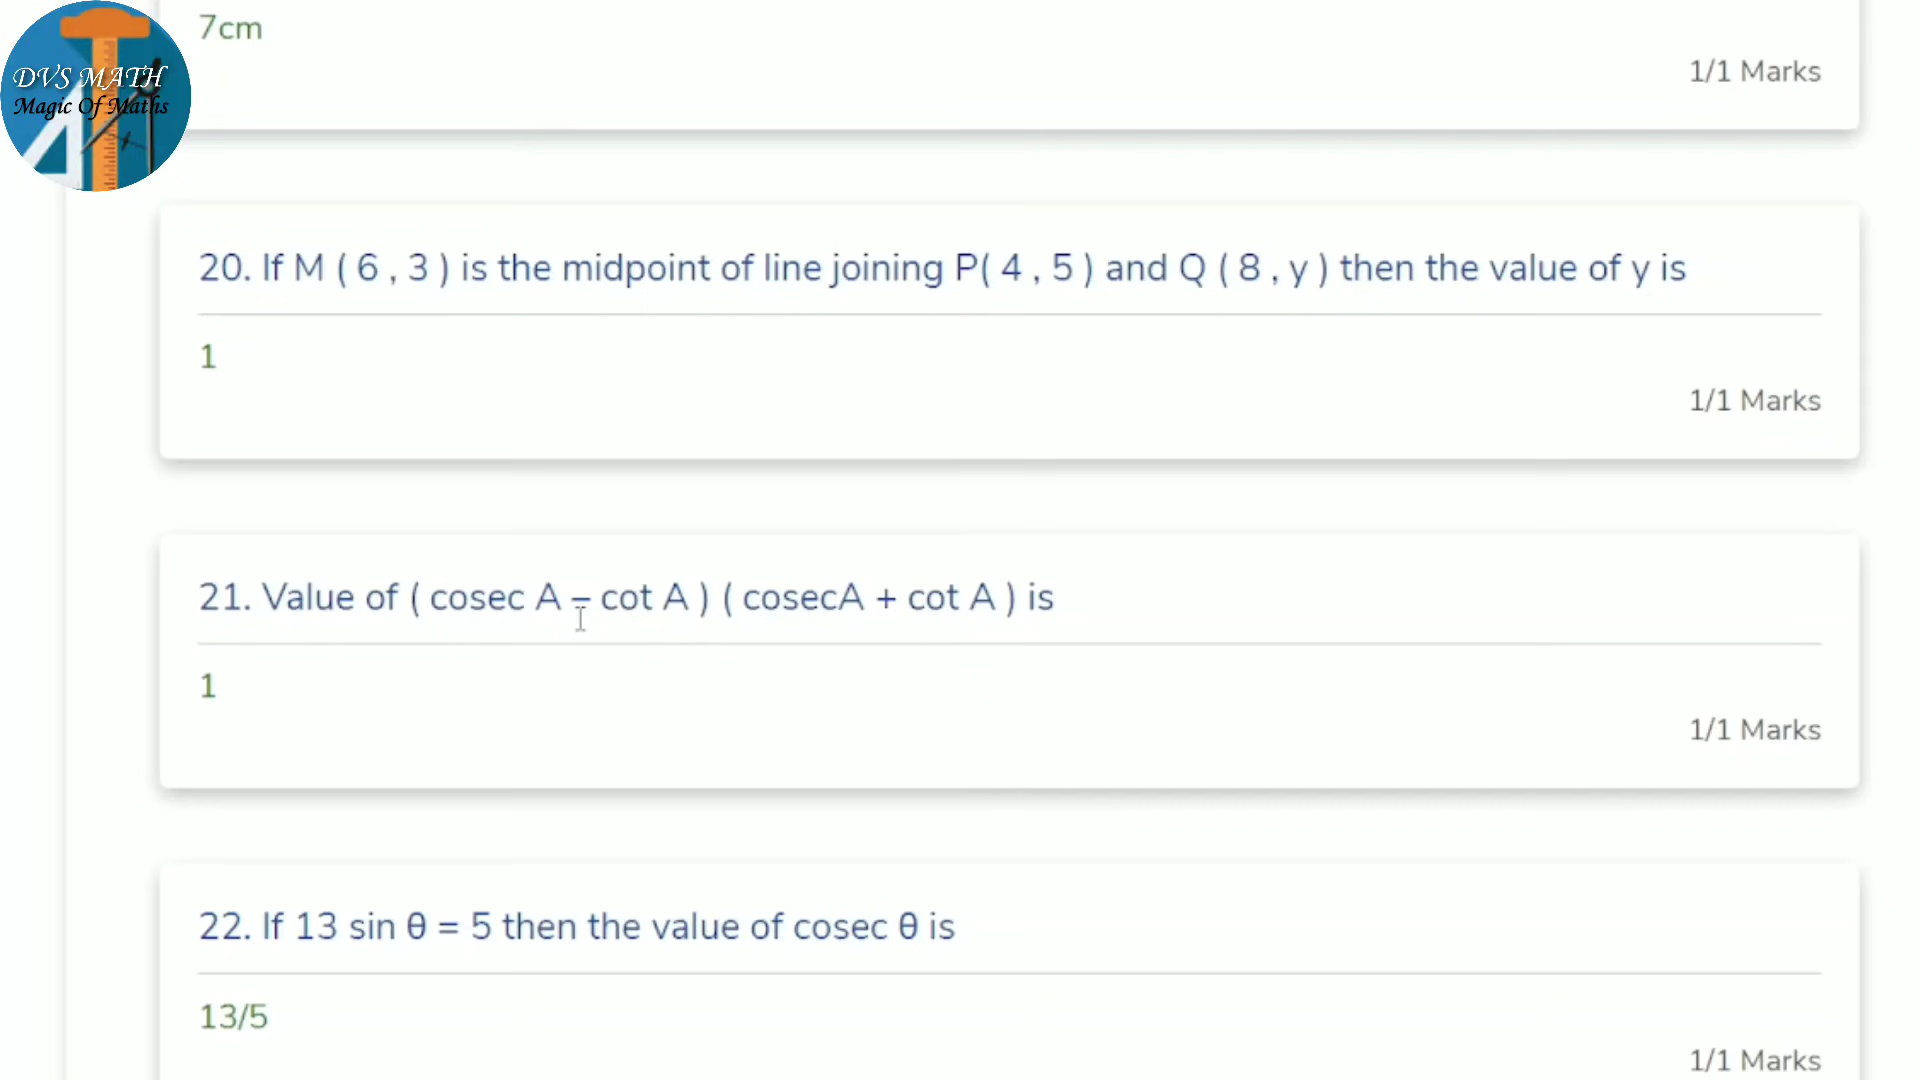 DVS MATH
Magic Of Maths
7cm
1/1 Marks
20. If M ( 6 , 3 ) is the midpoint of line joining P( 4 , 5 ) and Q ( 8 , y ) then the value of y is
1
1/1 Marks
21. Value of ( cosec A – cot A ) ( cosecA + cot A ) is
1
1/1 Marks
22. If 13 sin θ = 5 then the value of cosec θ is
13/5
1/1 Marks